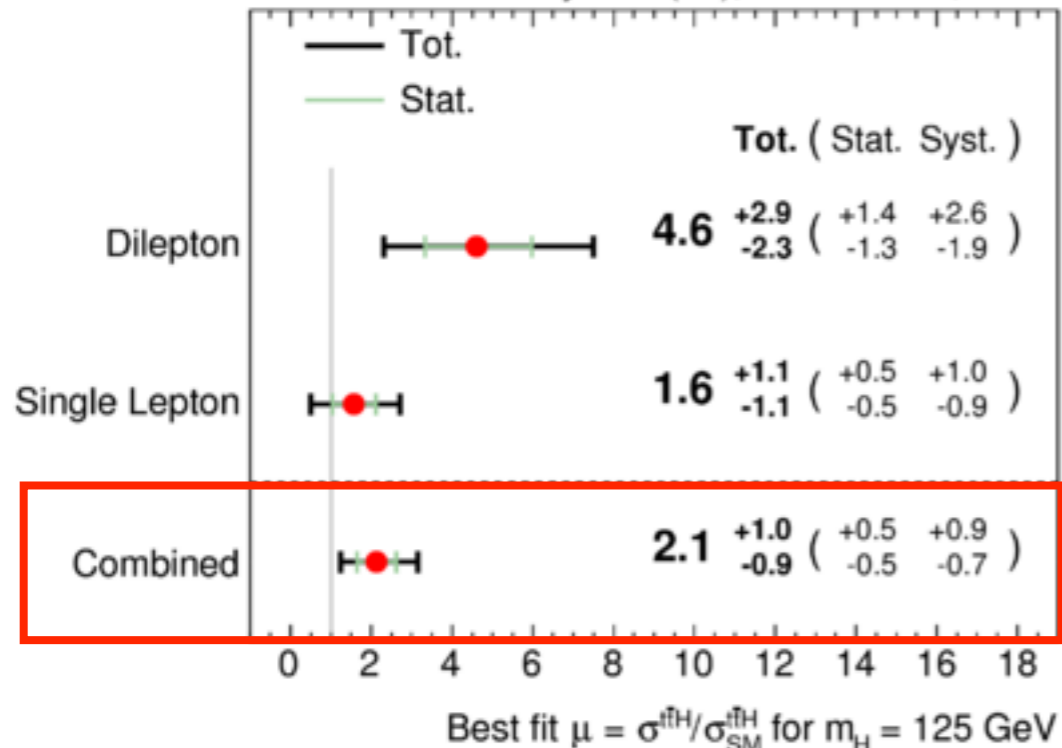 Tot.
Stat.
Tot. ( Stat. Syst. )
Dilepton 4.6 +2.9 -2.3 ( +1.4 -1.3 +2.6 -1.9 )
Single Lepton 1.6 +1.1 -1.1 ( +0.5 -0.5 +1.0 -0.9 )
Combined 2.1 +1.0 -0.9 ( +0.5 -0.5 +0.9 -0.7 )
0 2 4 6 8 10 12 14 16 18
Best fit μ = σ^tt̄H/σ_SM^tt̄H for m_H = 125 GeV